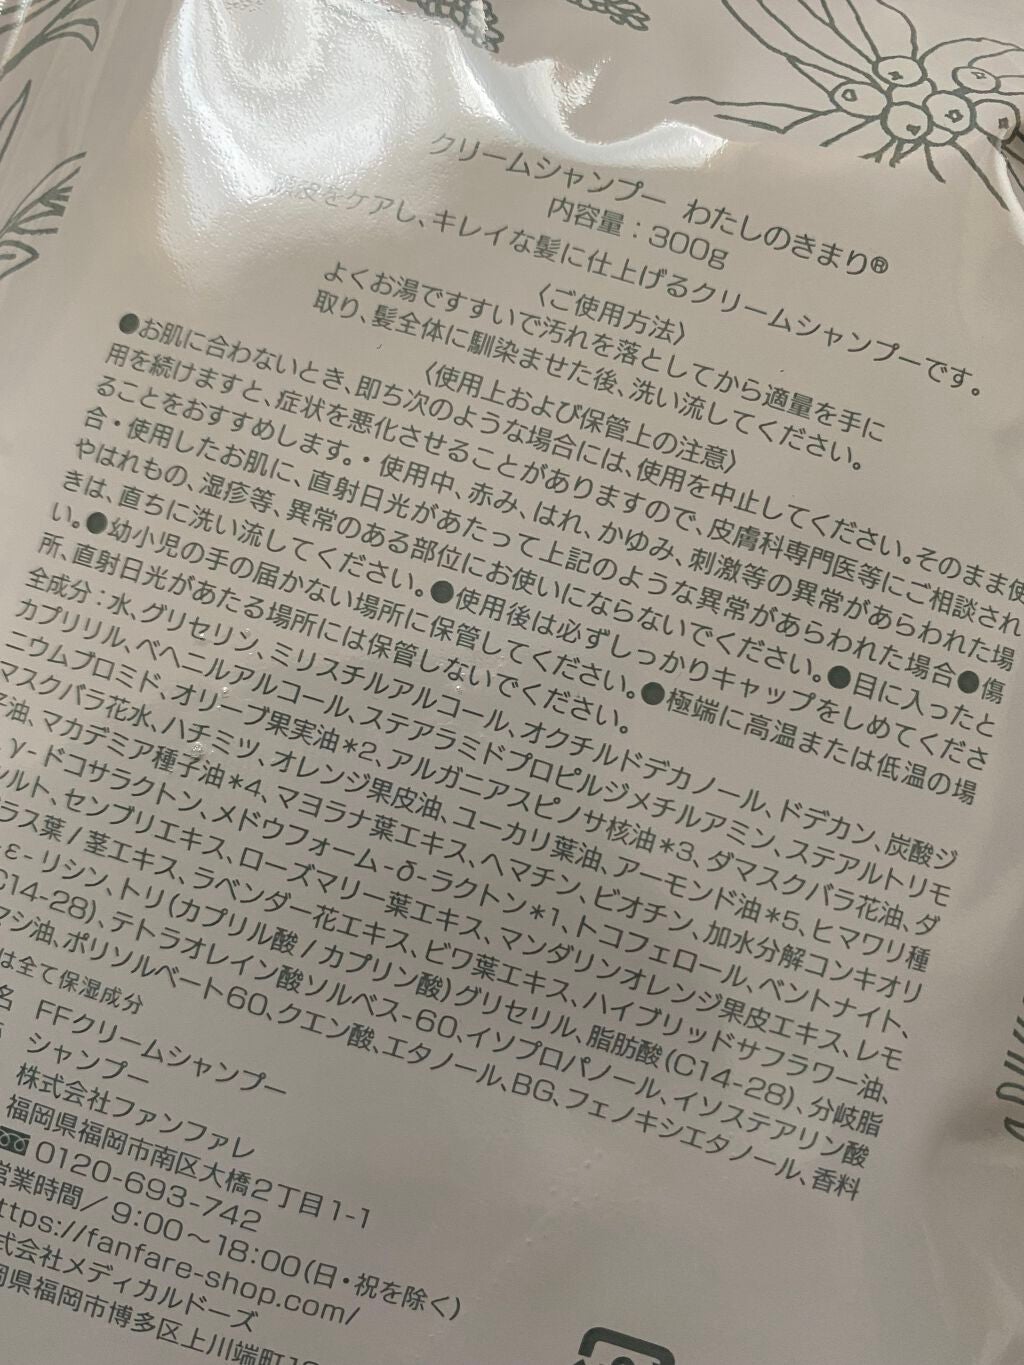 クリームシャンプー わたしのきまり®
内容量：300g
皮をケアし、キレイな髪に仕上げるクリームシャンプーです。
〈ご使用方法〉
よくお湯ですすいで汚れを落としてから適量を手に
取り、髪全体に馴染ませた後、洗い流してください。
〈使用上および保管上の注意〉
●お肌に合わないとき、即ち次のような場合には、使用を中止してください。そのまま使
用を続けますと、症状を悪化させることがありますので、皮膚科専門医等にご相談され
ることをおすすめします。・使用中、赤み、はれ、かゆみ、刺激等の異常があらわれた場
合・使用したお肌に、直射日光があたって上記のような異常があらわれた場合●傷
やはれもの、湿疹等、異常のある部位にお使いにならないでください。●目に入ったと
きは、直ちに洗い流してください。●使用後は必ずしっかりキャップをしめてくださ
い。●幼小児の手の届かない場所に保管してください。●極端に高温または低温の場
所、直射日光があたる場所には保管しないでください。
全成分：水、グリセリン、ミリスチルアルコール、オクチルドデカノール、ドデカン、炭酸ジ
カプリリル、ベヘニルアルコール、ステアラミドプロピルジメチルアミン、ステアルトリモ
ニウムブロミド、オリーブ果実油*2、アルガニアスピノサ核油*3、ダマスクバラ花油、ダ
マスクバラ花水、ハチミツ、オレンジ果皮油、ユーカリ葉油、アーモンド油*5、ヒマワリ種
子油、マカデミア種子油*4、マヨラナ葉エキス、ヘマチン、ビオチン、加水分解コンキオリ
γ-ドコサラクトン、メドウフォーム-δ-ラクトン*1、トコフェロール、ベントナイト、
ルト、センブリエキス、ローズマリー葉エキス、マンダリンオレンジ果皮エキス、レモ
ラス葉/茎エキス、ラベンダー花エキス、ビワ葉エキス、ハイブリッドサフラワー油、
-ε-リシン、トリ(カプリル酸/カプリン酸)グリセリル、脂肪酸(C14-28)、分岐脂
C14-28)、テトラオレイン酸ソルベス-60、イソプロパノール、イソステアリン酸
マシ油、ポリソルベート60、クエン酸、エタノール、BG、フェノキシエタノール、香料
は全て保湿成分
名 FFクリームシャンプー
シャンプー
株式会社ファンファレ
福岡県福岡市南区大橋2丁目1-1
0120-693-742
営業時間/9:00〜18:00(日・祝を除く)
ttps://fanfare-shop.com/
式会社メディカルドーズ
岡県福岡市博多区上川端町